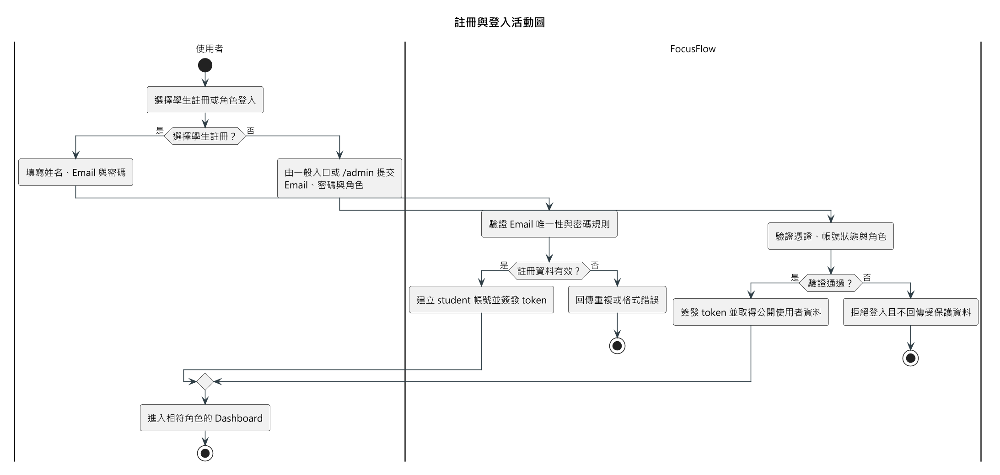 註冊與登入活動圖
使用者
FocusFlow
選擇學生註冊或角色登入
是
選擇學生註冊？
否
填寫姓名、Email 與密碼
由一般入口或 /admin 提交
Email、密碼與角色
驗證 Email 唯一性與密碼規則
驗證憑證、帳號狀態與角色
是
註冊資料有效？
否
是
驗證通過？
否
建立 student 帳號並簽發 token
回傳重複或格式錯誤
簽發 token 並取得公開使用者資料
拒絕登入且不回傳受保護資料
進入相符角色的 Dashboard